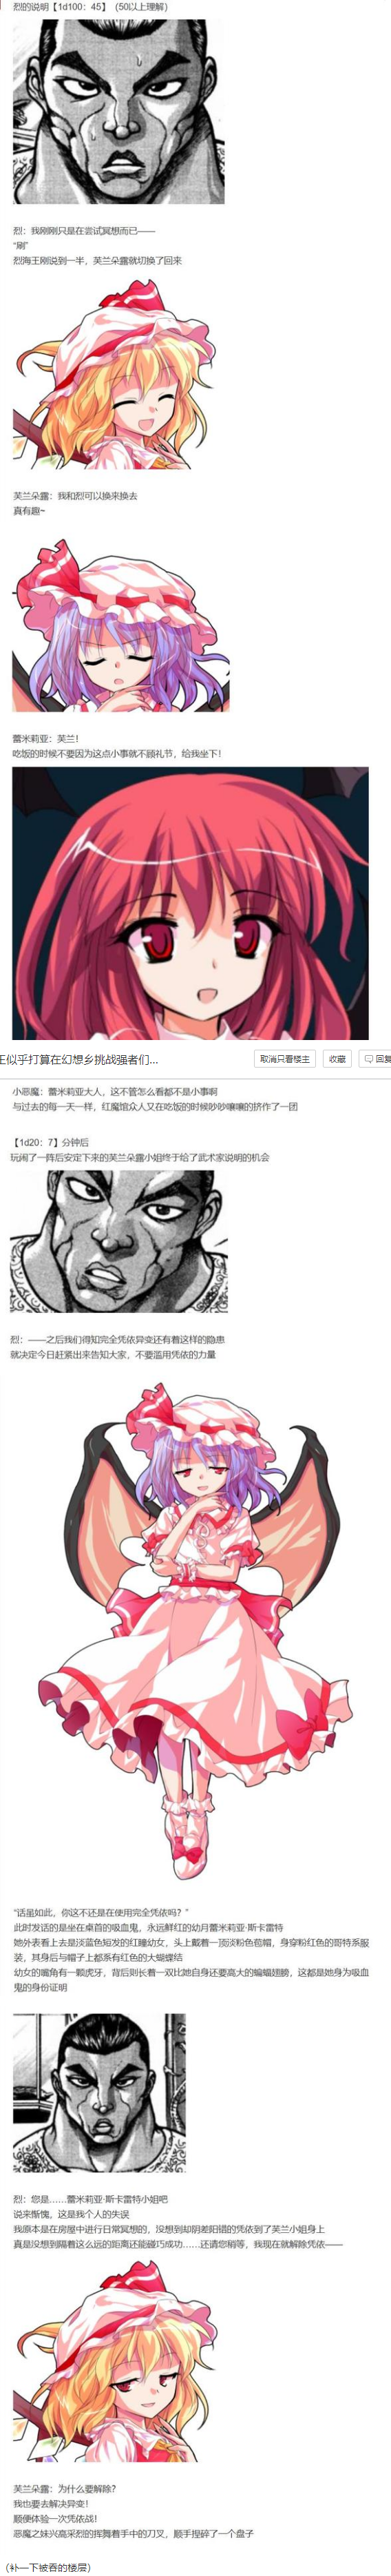 烈的说明【1d100：45】（50以上理解）
烈：我刚刚只是在尝试冥想而已——
“刷”
烈海王刚说到一半，芙兰朵露就切换了回来
芙兰朵露：我和烈可以换来换去
真有趣~
蕾米莉亚：芙兰！
吃饭的时候不要因为这点小事就不顾礼节，给我坐下！
王似乎打算在幻想乡挑战强者们...
取消只看楼主
收藏
回复
小恶魔：蕾米莉亚大人，这不管怎么看都不是小事啊
与过去的每一天一样，红魔馆众人又在吃饭的时候吵吵嚷嚷的挤作了一团
【1d20：7】分钟后
玩闹了一阵后安定下来的芙兰朵露小姐终于给了武术家说明的机会
烈：——之后我们得知完全凭依异变还有着这样的隐患
就决定今日赶紧出来告知大家，不要滥用凭依的力量
“话虽如此，你这不还是在使用完全凭依吗？”
此时发话的是坐在桌首的吸血鬼，永远鲜红的幼月蕾米莉亚·斯卡雷特
她外表看上去是淡蓝色短发的红瞳幼女，头上戴着一顶淡粉色苞帽，身穿粉红色的哥特系服
装，其身后与帽子上都系有红色的大蝴蝶结
幼女的嘴角有一颗虎牙，背后则长着一双比她自身还要高大的蝙蝠翅膀，这都是她身为吸血
鬼的身份证明
烈：您是……蕾米莉亚·斯卡雷特小姐吧
说来惭愧，这是我个人的失误
我原本是在房屋中进行日常冥想的，没想到却阴差阳错的凭依到了芙兰小姐身上
真是没想到隔着这么远的距离还能碰巧成功……还请您稍等，我现在就解除凭依——
芙兰朵露：为什么要解除？
我也要去解决异变！
顺便体验一次凭依战！
恶魔之妹兴高采烈的挥舞着手中的刀叉，顺手捏碎了一个盘子
（补一下被吞的楼层）